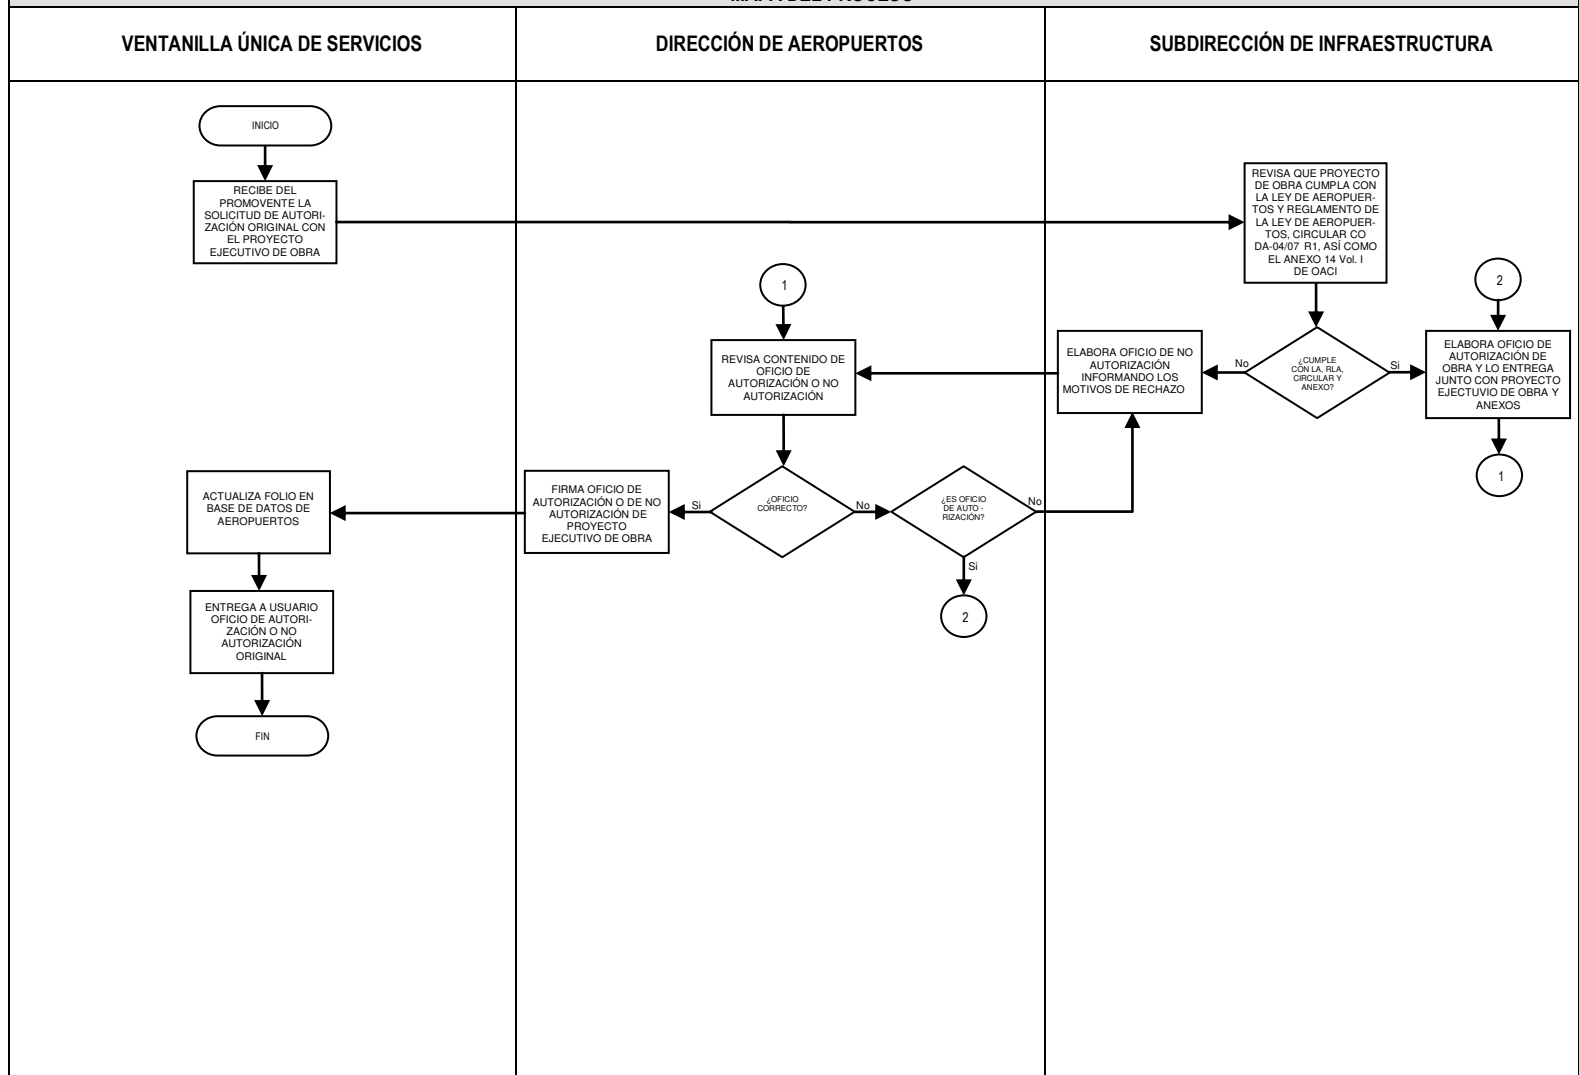 MAPA DEL PROCESO
VENTANILLA ÚNICA DE SERVICIOS
DIRECCIÓN DE AEROPUERTOS
SUBDIRECCIÓN DE INFRAESTRUCTURA
INICIO
RECIBE DEL
PROMOVENTE LA
SOLICITUD DE AUTORI-
ZACIÓN ORIGINAL CON
EL PROYECTO
EJECUTIVO DE OBRA
REVISA QUE PROYECTO
DE OBRA CUMPLA CON
LA LEY DE AEROPUER-
TOS Y REGLAMENTO DE
LA LEY DE AEROPUER-
TOS, CIRCULAR CO
DA-04/07 R1, ASÍ COMO
EL ANEXO 14 Vol. I
DE OACI
1
2
REVISA CONTENIDO DE
OFICIO DE
AUTORIZACIÓN O NO
AUTORIZACIÓN
ELABORA OFICIO DE NO
AUTORIZACIÓN
INFORMANDO LOS
MOTIVOS DE RECHAZO
No
¿CUMPLE
CON LA, RLA,
CIRCULAR Y
ANEXO?
Si
ELABORA OFICIO DE
AUTORIZACIÓN DE
OBRA Y LO ENTREGA
JUNTO CON PROYECTO
EJECTUVIO DE OBRA Y
ANEXOS
1
ACTUALIZA FOLIO EN
BASE DE DATOS DE
AEROPUERTOS
FIRMA OFICIO DE
AUTORIZACIÓN O DE NO
AUTORIZACIÓN DE
PROYECTO
EJECUTIVO DE OBRA
Si
¿OFICIO
CORRECTO?
No
¿ES OFICIO
DE AUTO -
RIZACIÓN?
No
Si
2
ENTREGA A USUARIO
OFICIO DE AUTORI-
ZACIÓN O NO
AUTORIZACIÓN
ORIGINAL
FIN